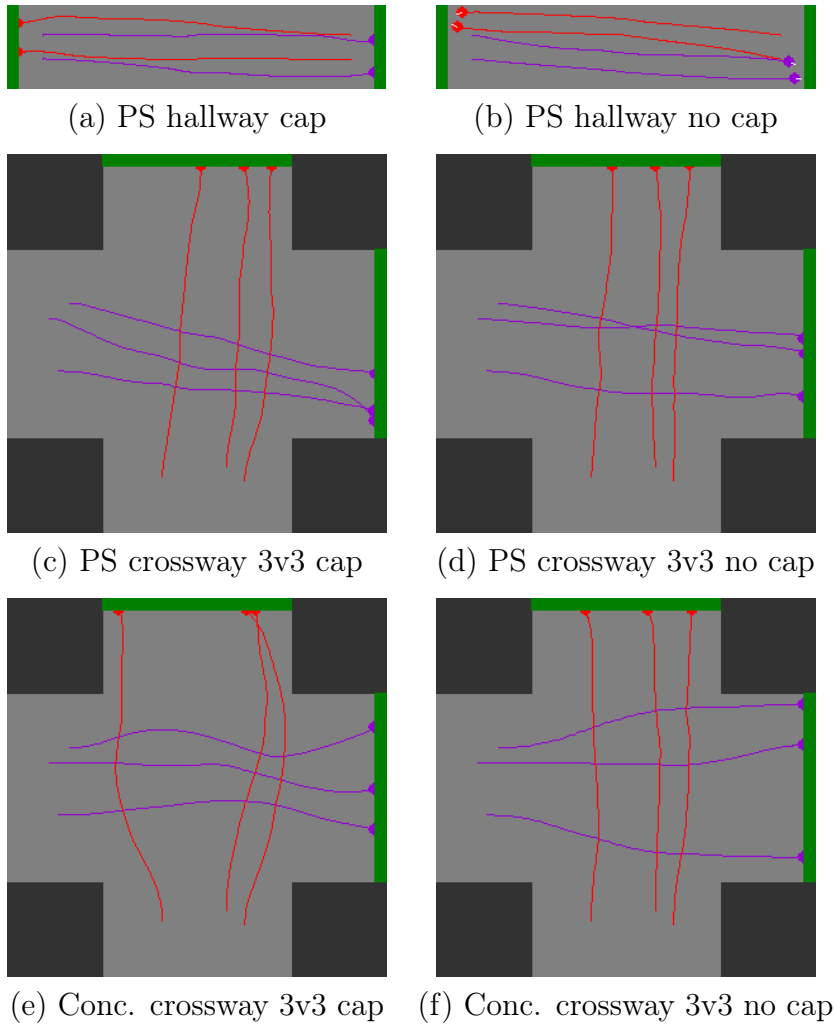 (a) PS hallway cap
(b) PS hallway no cap
(c) PS crossway 3v3 cap
(d) PS crossway 3v3 no cap
(e) Conc. crossway 3v3 cap
(f) Conc. crossway 3v3 no cap